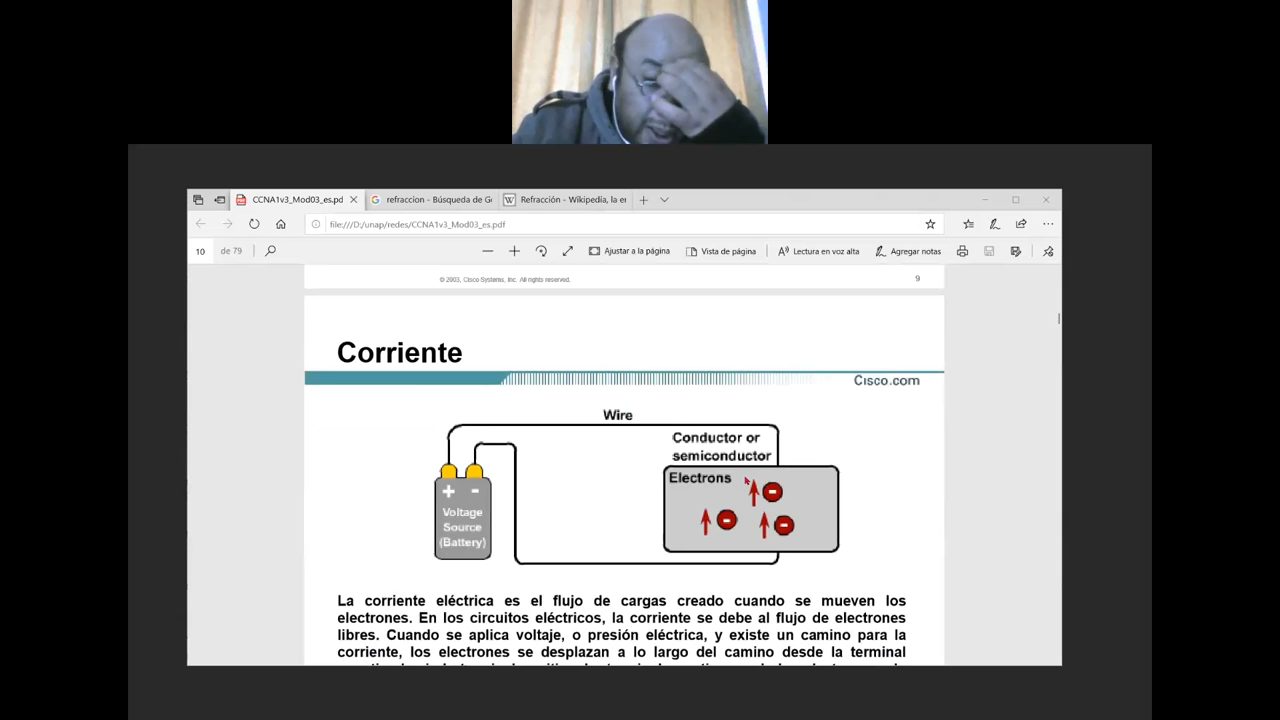 CCNA1v3_Mod03_es.pd
refraccion - Búsqueda de G
Refracción - Wikipedia, la e
file:///D:/unap/redes/CCNA1v3_Mod03_es.pdf
10 de 79 Ajustar a la página Vista de página Lectura en voz alta Agregar notas
© 2003, Cisco Systems, Inc. All rights reserved. 9
Corriente
Cisco.com
Wire
Conductor or
semiconductor
Electrons
+ -
Voltage
Source
(Battery)
La corriente eléctrica es el flujo de cargas creado cuando se mueven los
electrones. En los circuitos eléctricos, la corriente se debe al flujo de electrones
libres. Cuando se aplica voltaje, o presión eléctrica, y existe un camino para la
corriente, los electrones se desplazan a lo largo del camino desde la terminal